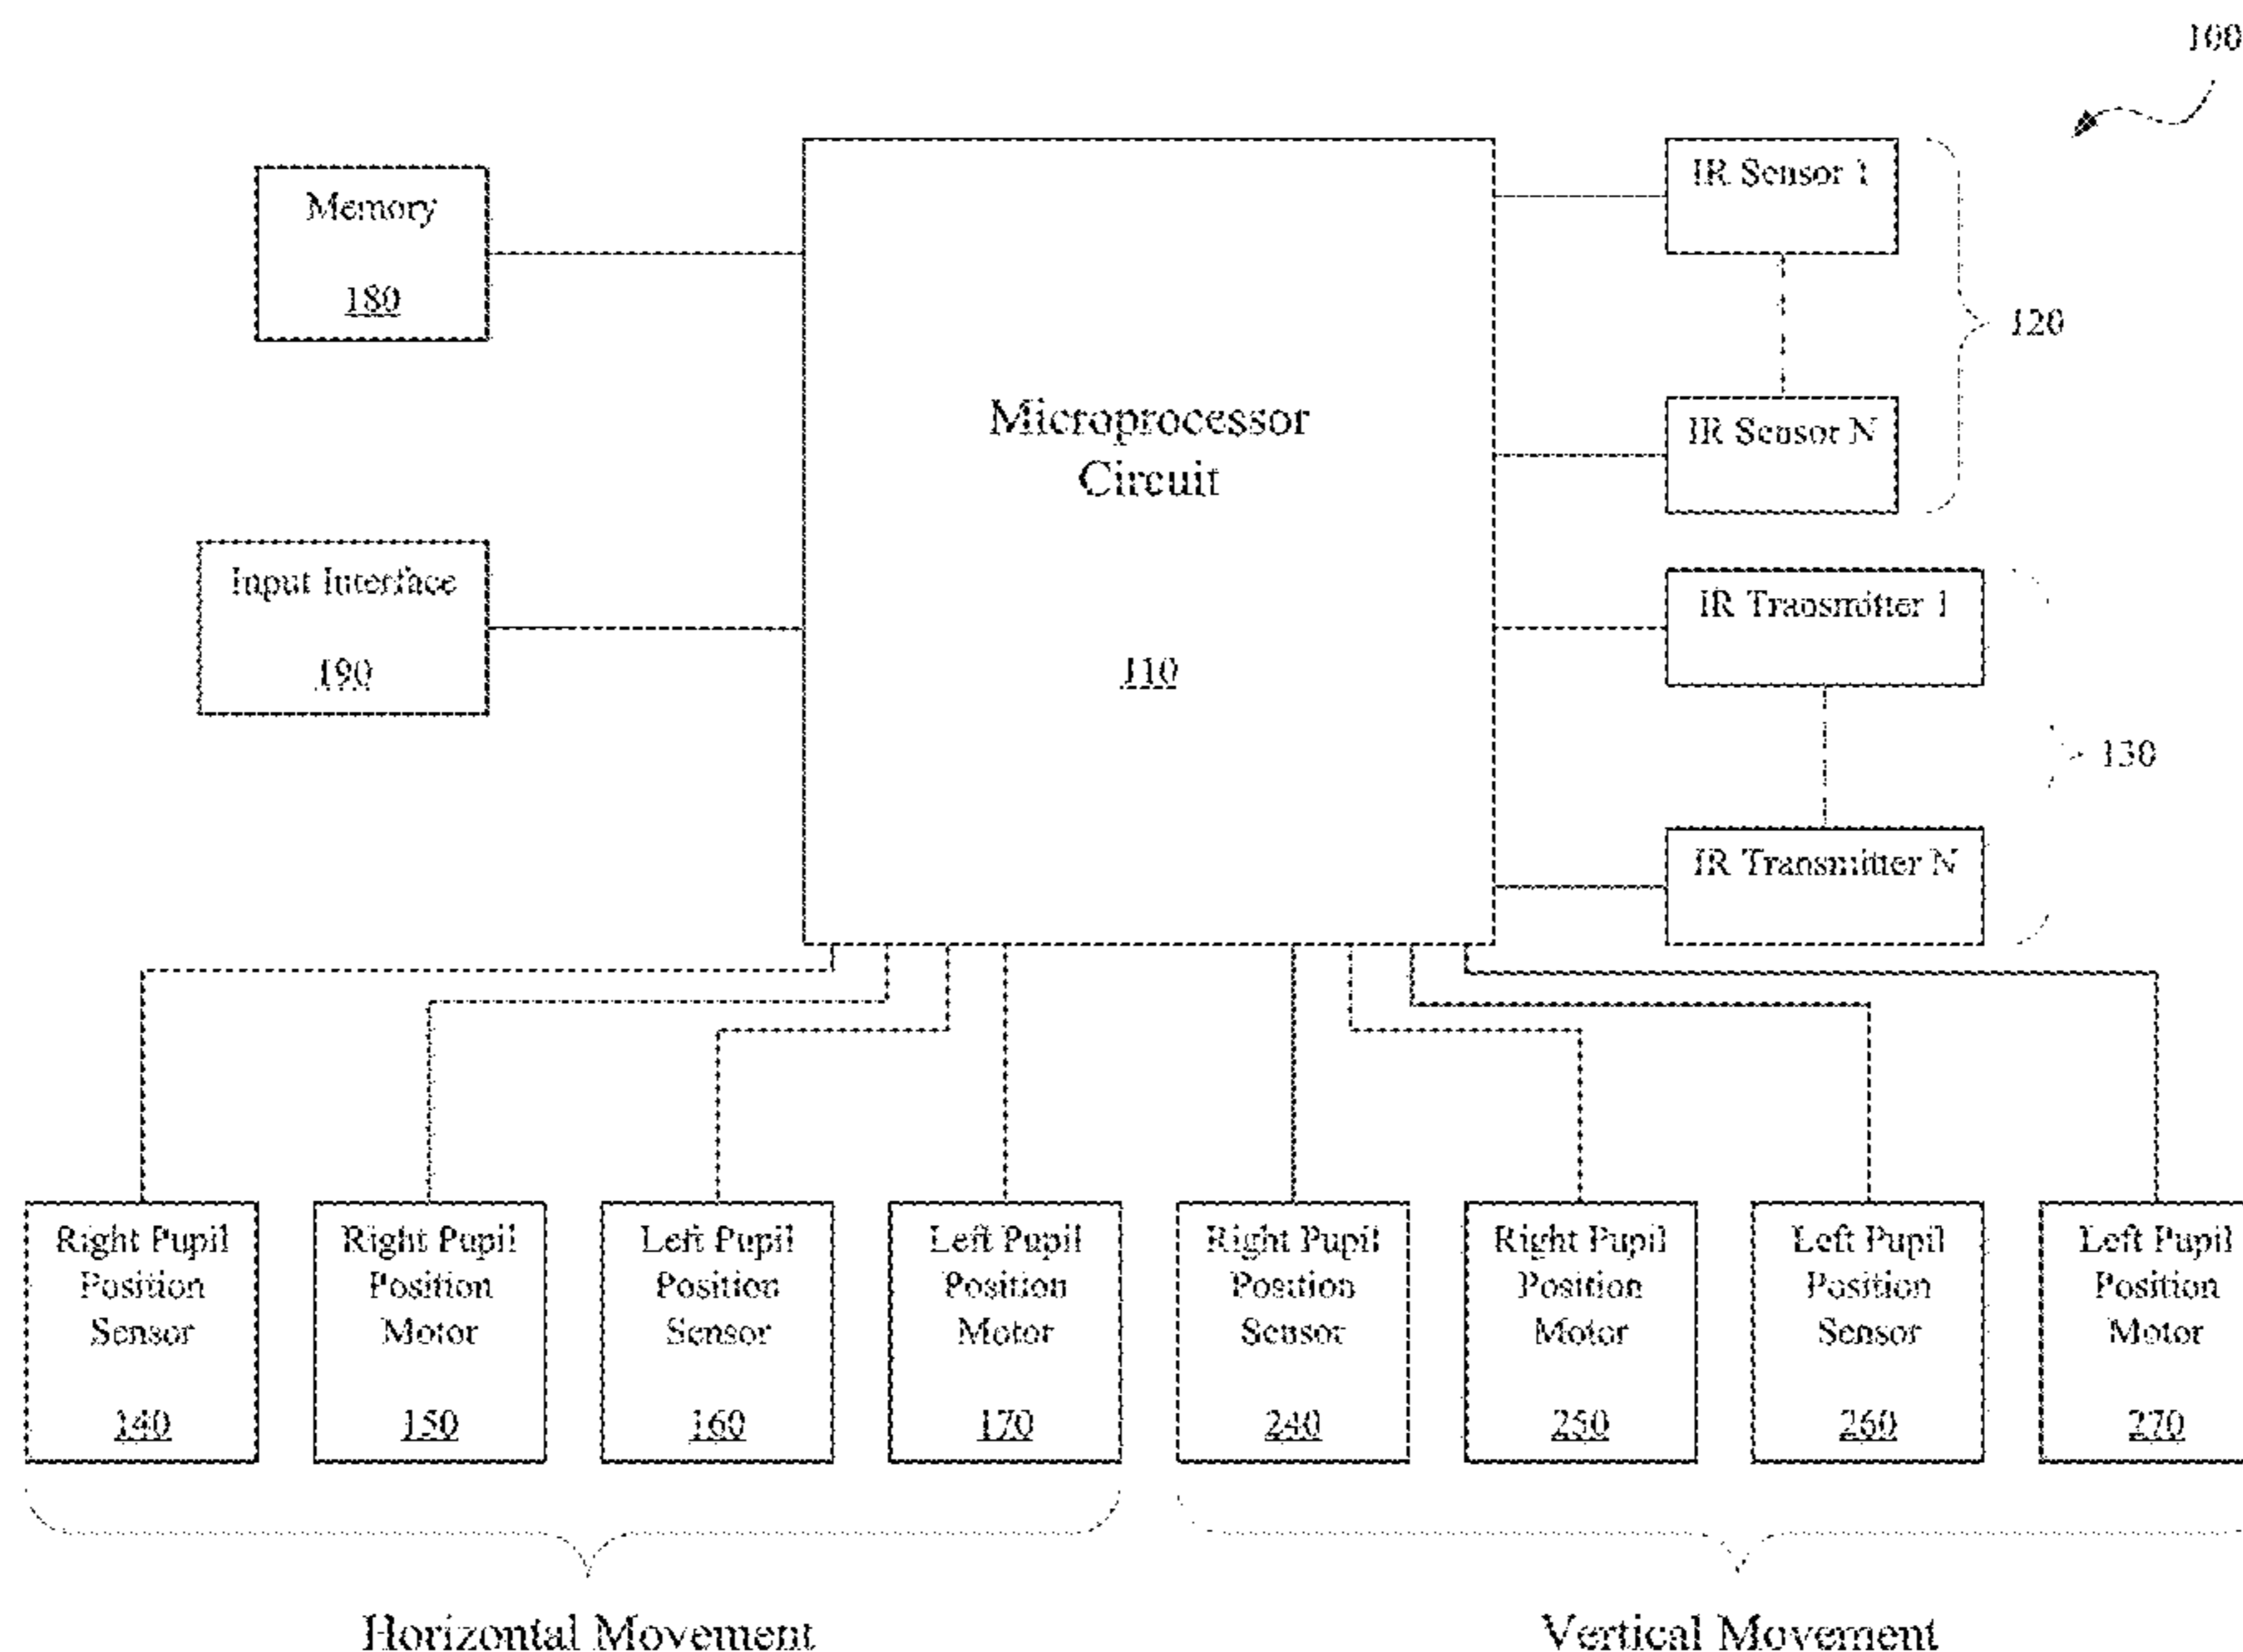 100
Memory
180
Input Interface
190
Microprocessor
Circuit
110
IR Sensor 1
IR Sensor N
120
IR Transmitter 1
IR Transmitter N
130
Right Pupil
Position
Sensor
140
Right Pupil
Position
Motor
150
Left Pupil
Position
Sensor
160
Left Pupil
Position
Motor
170
Right Pupil
Position
Sensor
240
Right Pupil
Position
Motor
250
Left Pupil
Position
Sensor
260
Left Pupil
Position
Motor
270
Horizontal Movement
Vertical Movement